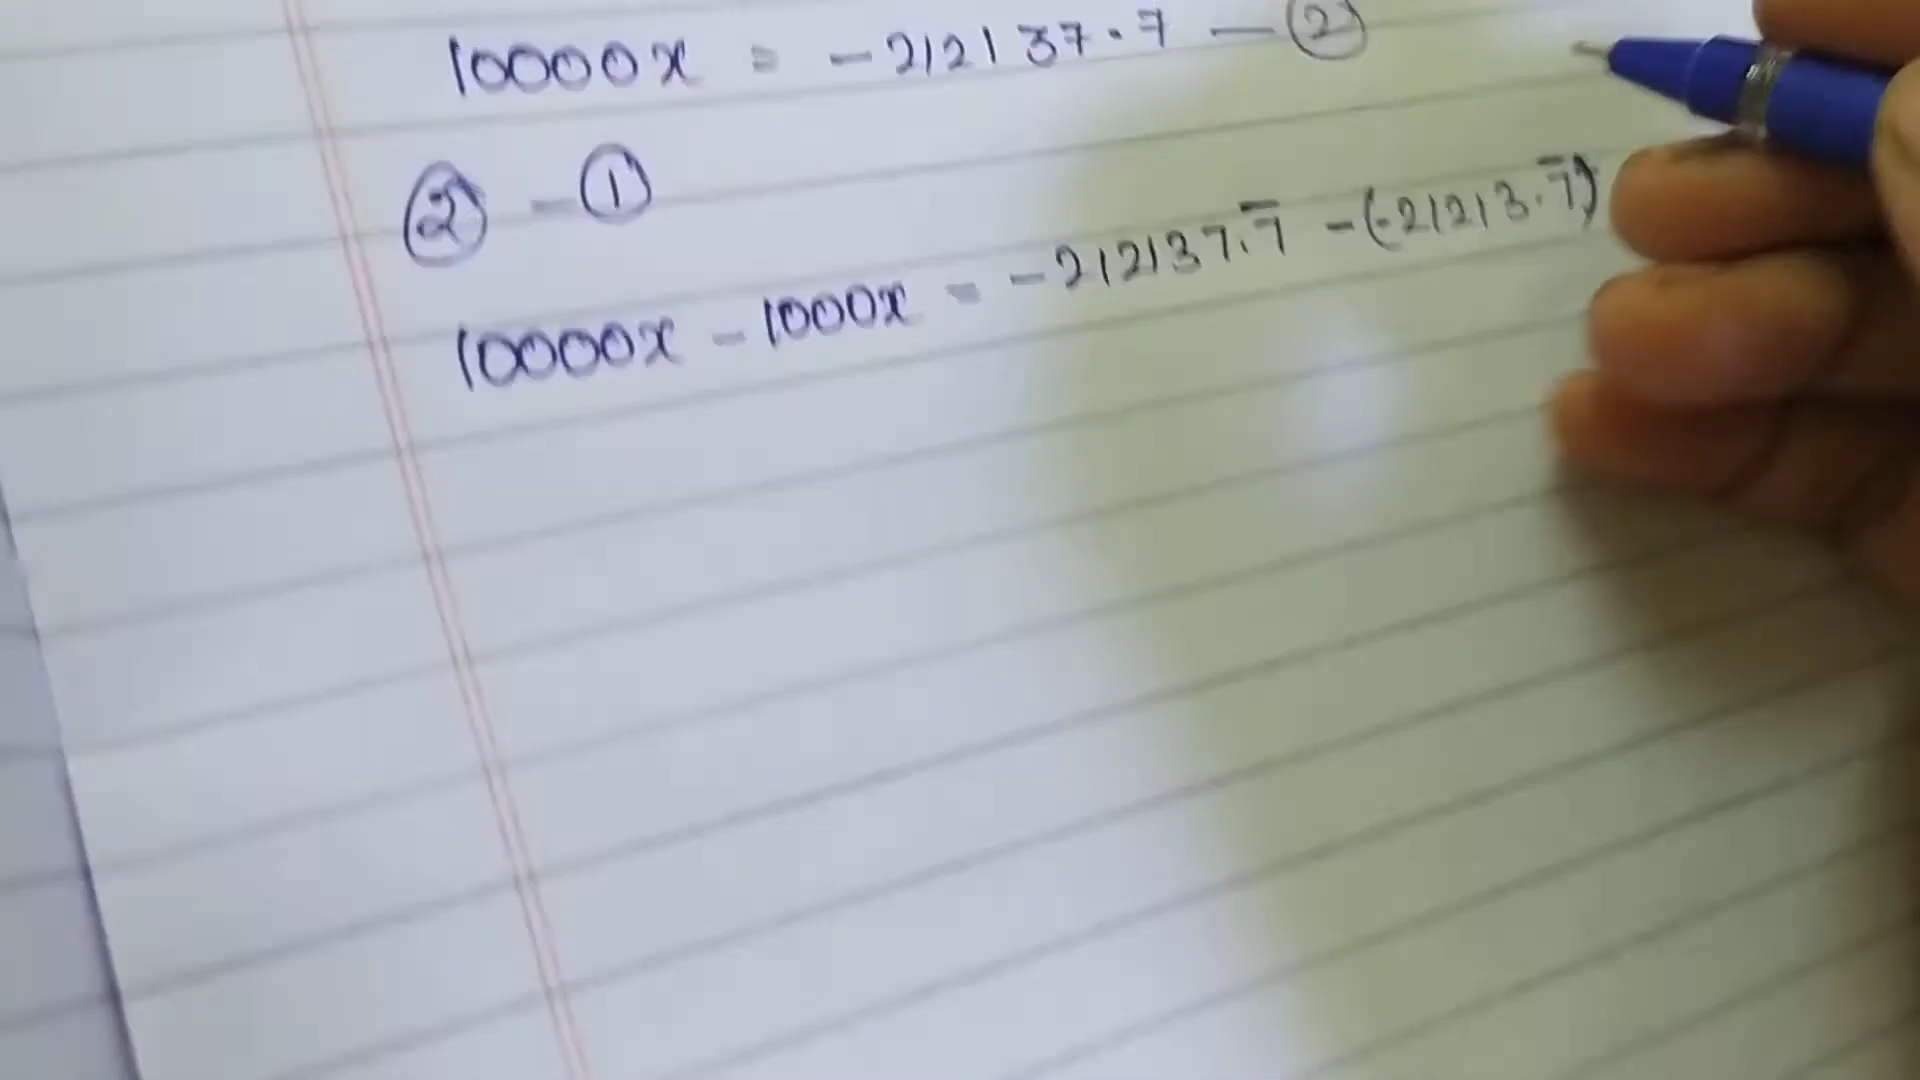 10000x = -212137.7 — ②
② - ①
10000x - 1000x = -212137.7̅ -(-21213.7̅)